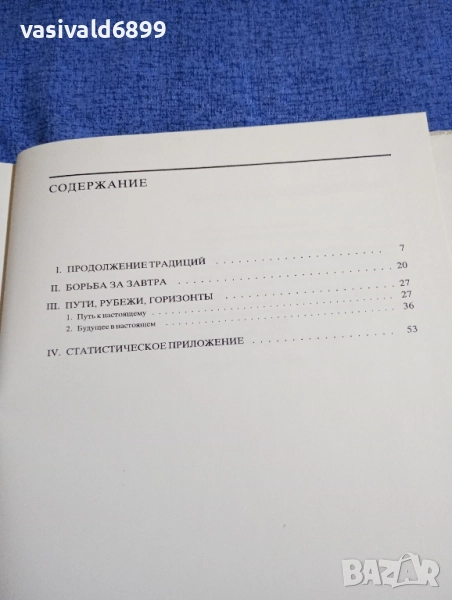 vasivald6899
СОДЕРЖАНИЕ
I. ПРОДОЛЖЕНИЕ ТРАДИЦИЙ . . . . . . . . . . . . . . . 7
II. БОРЬБА ЗА ЗАВТРА . . . . . . . . . . . . . . . 20
III. ПУТИ, РУБЕЖИ, ГОРИЗОНТЫ . . . . . . . . . . . . . . . 27
1. Путь к настоящему . . . . . . . . . . . . . . . 27
2. Будущее в настоящем . . . . . . . . . . . . . . . 36
IV. СТАТИСТИЧЕСКОЕ ПРИЛОЖЕНИЕ . . . . . . . . . . . . . . . 53
BAZAR